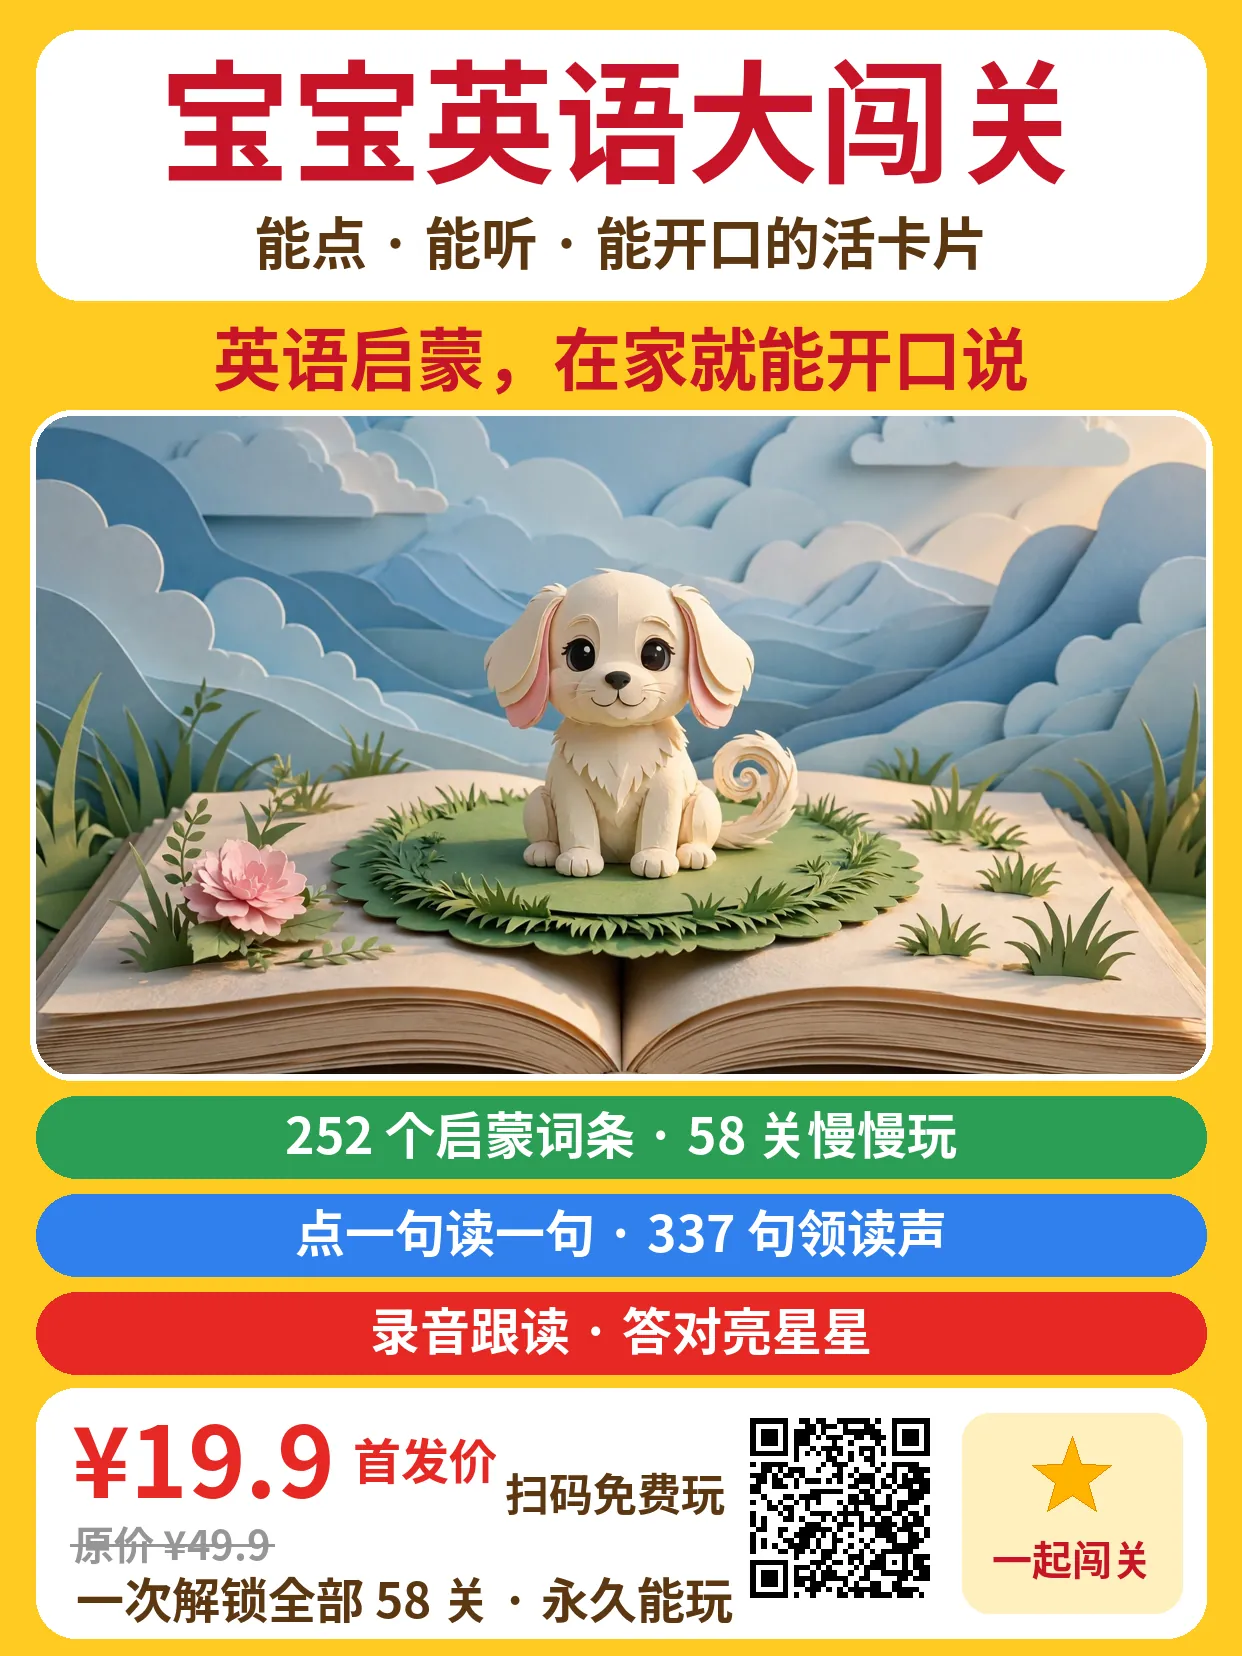 宝宝英语大闯关
能点 · 能听 · 能开口的活卡片
英语启蒙，在家就能开口说
252 个启蒙词条 · 58 关慢慢玩
点一句读一句 · 337 句领读声
录音跟读 · 答对亮星星
¥19.9 首发价
扫码免费玩
原价 ¥49.9
一次解锁全部 58 关 · 永久能玩
一起闯关